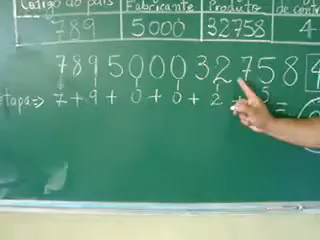 Código do país Fabricante Produto de cont
789 5000 32758 4
789500032758 4
etapa=> 7 + 9 + 0 + 0 + 2 + 5 =